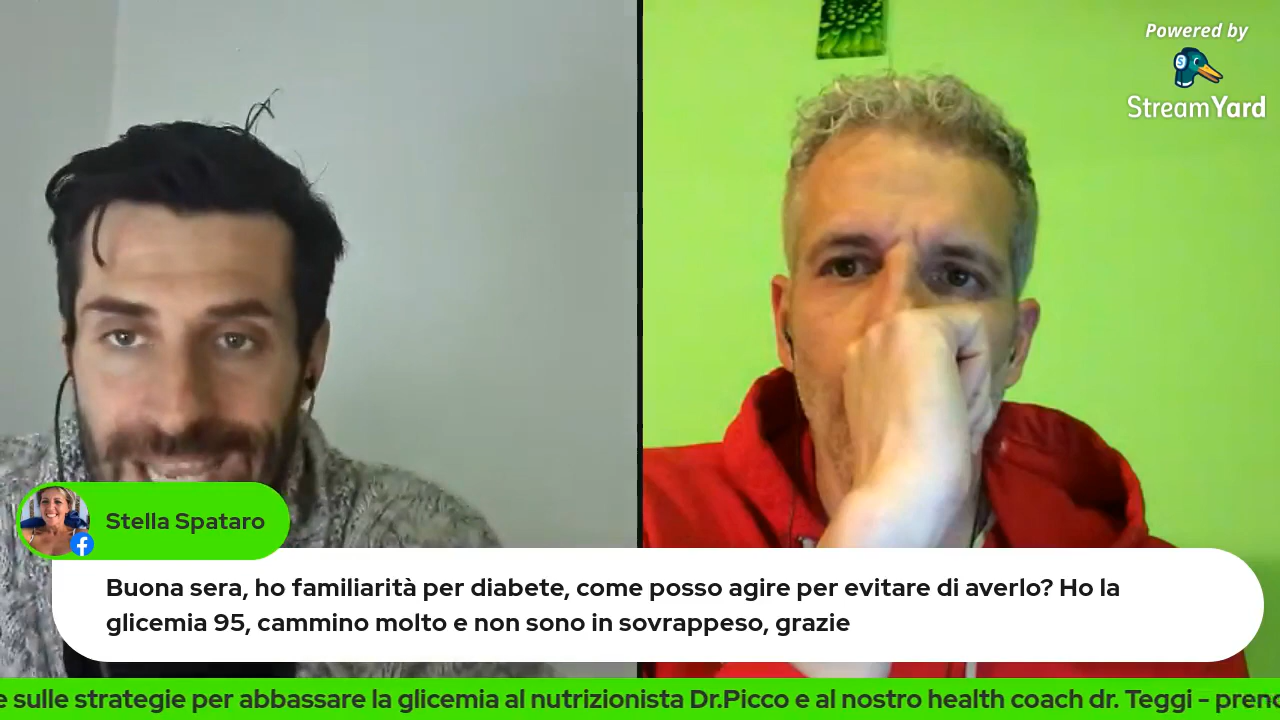 Powered by
StreamYard
Stella Spataro
Buona sera, ho familiarità per diabete, come posso agire per evitare di averlo? Ho la
glicemia 95, cammino molto e non sono in sovrappeso, grazie
sulle strategie per abbassare la glicemia al nutrizionista Dr.Picco e al nostro health coach dr. Teggi -